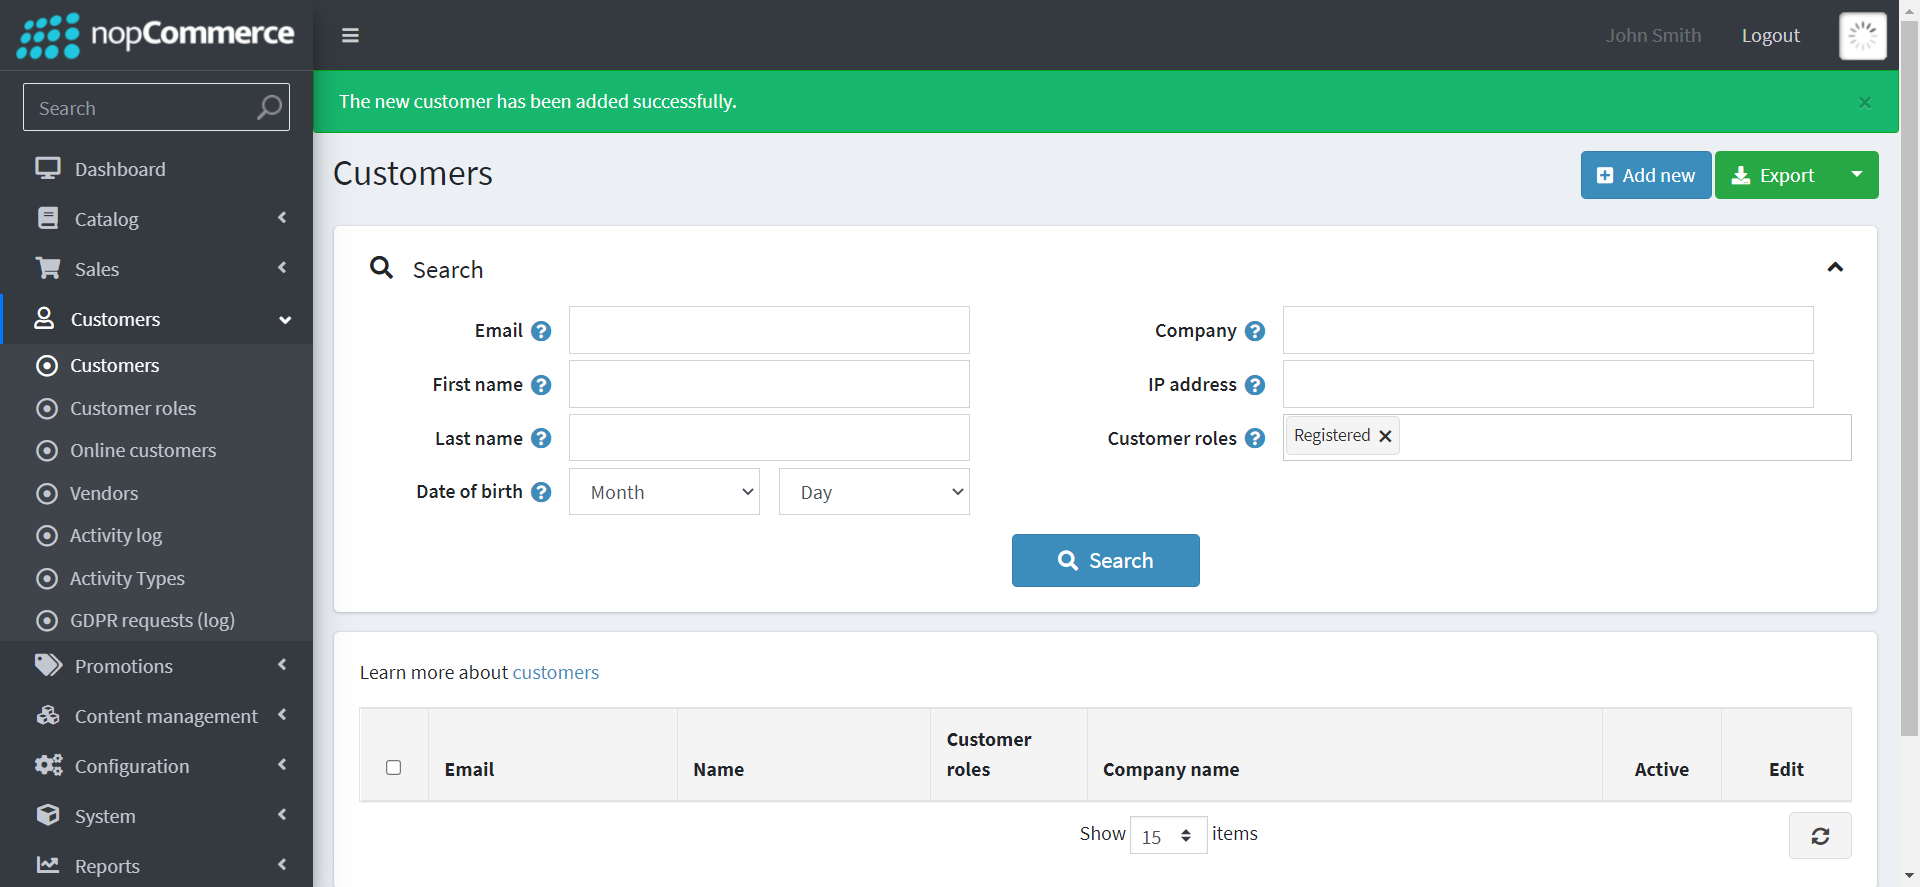 nopCommerce
John Smith
Logout
Search
The new customer has been added successfully.
×
Dashboard
Catalog
Sales
Customers
Customers
Customer roles
Online customers
Vendors
Activity log
Activity Types
GDPR requests (log)
Promotions
Content management
Configuration
System
Reports
Customers
Add new
Export
Search
Email ?
Company ?
First name ?
IP address ?
Last name ?
Customer roles ?
Registered ×
Date of birth ?
Month
Day
Search
Learn more about customers
Email
Name
Customer
roles
Company name
Active
Edit
Show 15 items